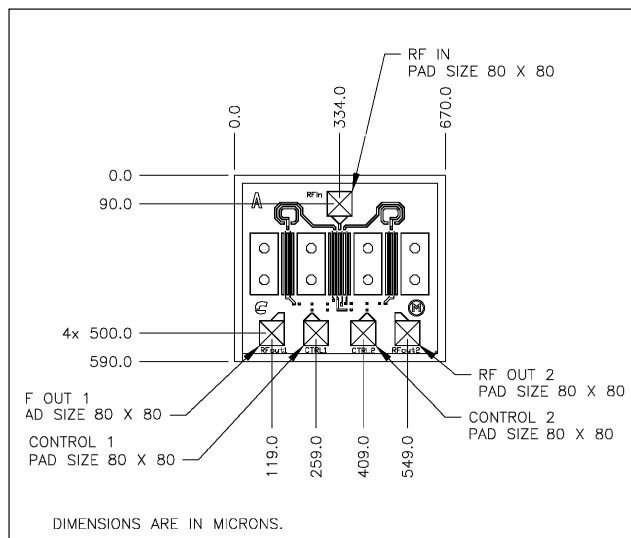 RF IN
PAD SIZE 80 X 80
0.0
334.0
670.0
0.0
90.0
RFin
A
4x 500.0
590.0
RFout1
CTRL1
CTRL2
RFout2
M
F OUT 1
AD SIZE 80 X 80
CONTROL 1
PAD SIZE 80 X 80
119.0
259.0
409.0
549.0
RF OUT 2
PAD SIZE 80 X 80
CONTROL 2
PAD SIZE 80 X 80
DIMENSIONS ARE IN MICRONS.